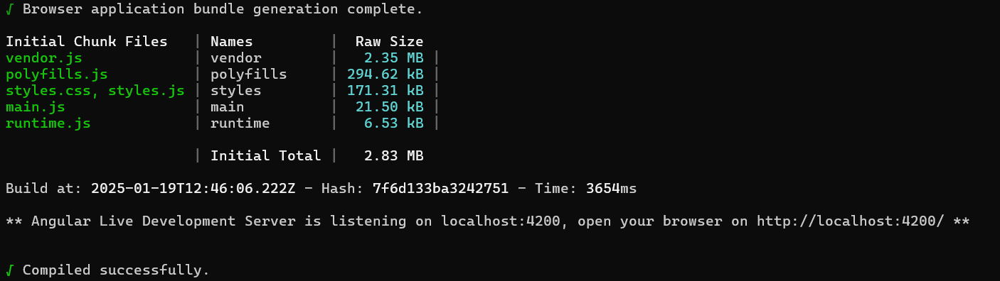 √ Browser application bundle generation complete.
Initial Chunk Files | Names | Raw Size
vendor.js | vendor | 2.35 MB |
polyfills.js | polyfills | 294.62 kB |
styles.css, styles.js | styles | 171.31 kB |
main.js | main | 21.50 kB |
runtime.js | runtime | 6.53 kB |
| Initial Total | 2.83 MB
Build at: 2025-01-19T12:46:06.222Z - Hash: 7f6d133ba3242751 - Time: 3654ms
** Angular Live Development Server is listening on localhost:4200, open your browser on http://localhost:4200/ **
√ Compiled successfully.